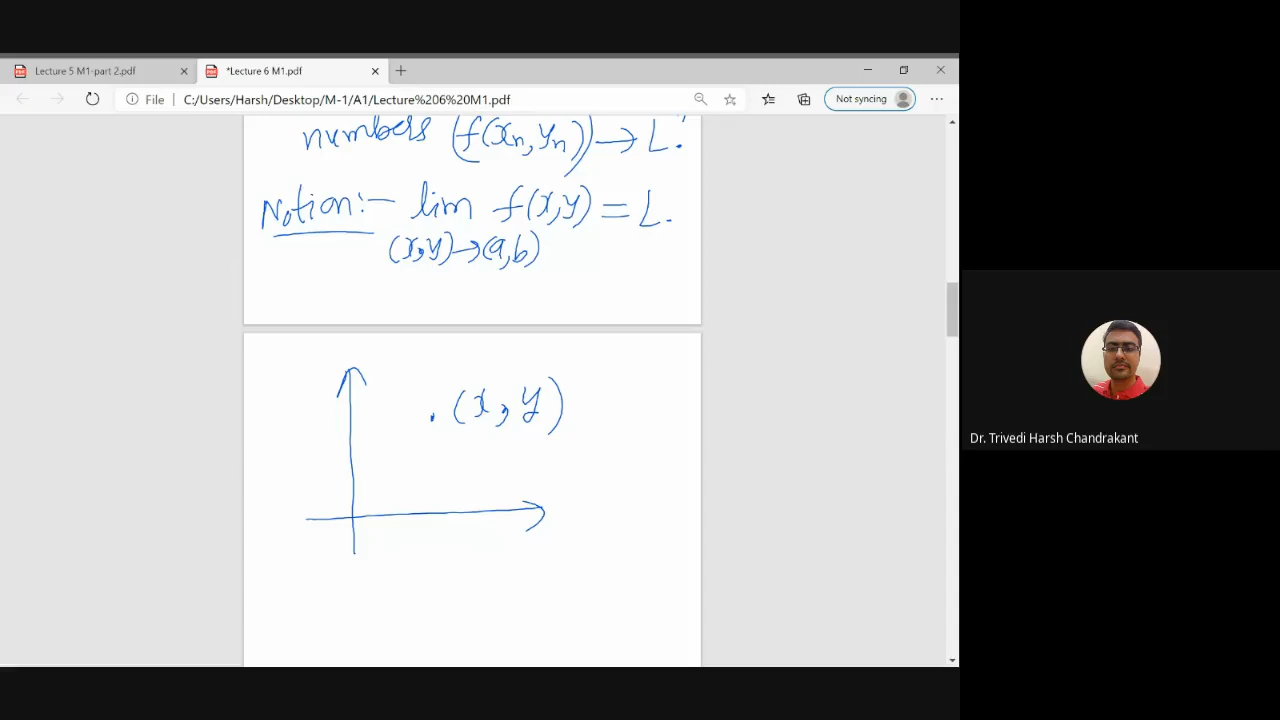 Lecture 5 M1-part 2.pdf
*Lecture 6 M1.pdf
File
C:/Users/Harsh/Desktop/M-1/A1/Lecture%206%20M1.pdf
Not syncing
numbers (f(xn, yn)) → L.
Notion:- lim f(x,y) = L.
(x,y)→(a,b)
.(x, y)
Dr. Trivedi Harsh Chandrakant